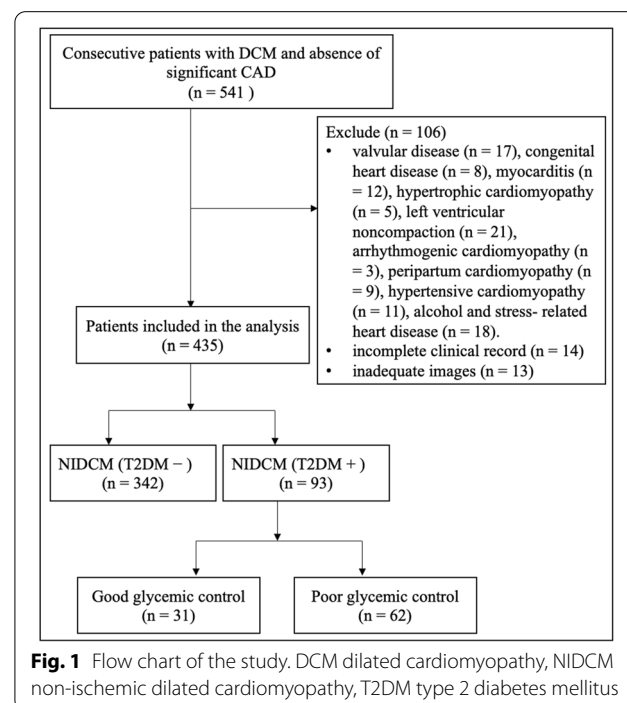 Consecutive patients with DCM and absence of
significant CAD
(n = 541 )
Exclude (n = 106)
• valvular disease (n = 17), congenital
heart disease (n = 8), myocarditis (n
= 12), hypertrophic cardiomyopathy
(n = 5), left ventricular
noncompaction (n = 21),
arrhythmogenic cardiomyopathy (n
= 3), peripartum cardiomyopathy (n
= 9), hypertensive cardiomyopathy
(n = 11), alcohol and stress- related
heart disease (n = 18).
• incomplete clinical record (n = 14)
• inadequate images (n = 13)
Patients included in the analysis
(n = 435)
NIDCM (T2DM − )
(n = 342)
NIDCM (T2DM + )
(n = 93)
Good glycemic control
(n = 31)
Poor glycemic control
(n = 62)
Fig. 1 Flow chart of the study. DCM dilated cardiomyopathy, NIDCM
non-ischemic dilated cardiomyopathy, T2DM type 2 diabetes mellitus